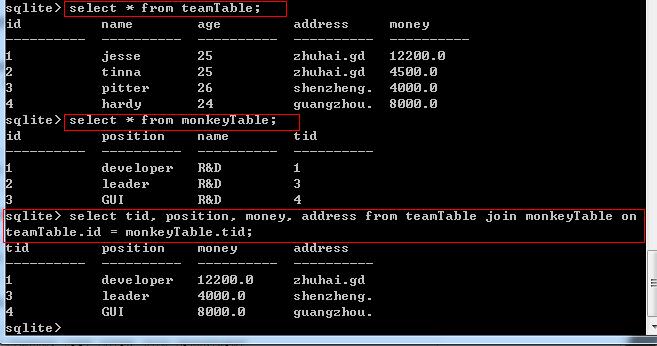 sqlite> select * from teamTable;
id          name        age         address     money
----------  ----------  ----------  ----------  ----------
1           jesse       25          zhuhai.gd   12200.0
2           tinna       25          zhuhai.gd   4500.0
3           pitter      26          shenzheng.  4000.0
4           hardy       24          guangzhou.  8000.0
sqlite> select * from monkeyTable;
id          position    name        tid
----------  ----------  ----------  ----------
1           developer   R&D         1
2           leader      R&D         3
3           GUI         R&D         4
sqlite> select tid, position, money, address from teamTable join monkeyTable on
teamTable.id = monkeyTable.tid;
tid         position    money       address
----------  ----------  ----------  ----------
1           developer   12200.0     zhuhai.gd
3           leader      4000.0      shenzheng.
4           GUI         8000.0      guangzhou.
sqlite>